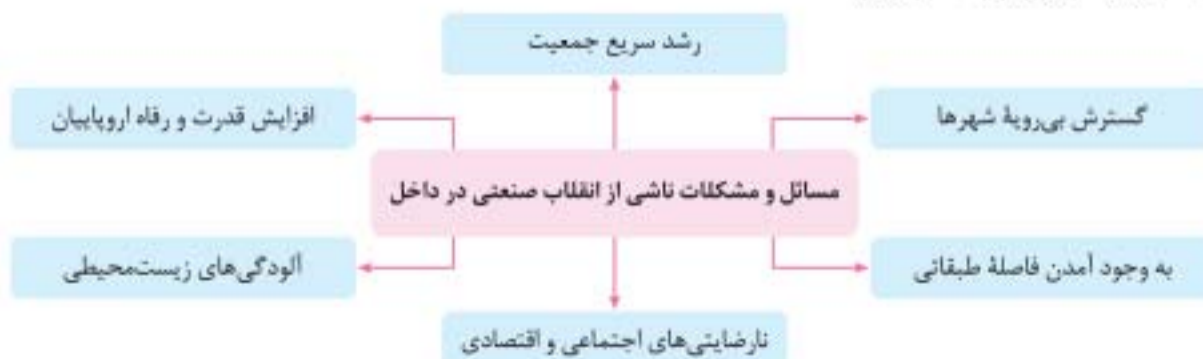 رشد سریع جمعیت
گسترش بی‌رویهٔ شهرها
افزایش قدرت و رفاه اروپاییان
مسائل و مشکلات ناشی از انقلاب صنعتی در داخل
به وجود آمدن فاصلهٔ طبقاتی
آلودگی‌های زیست‌محیطی
نارضایتی‌های اجتماعی و اقتصادی